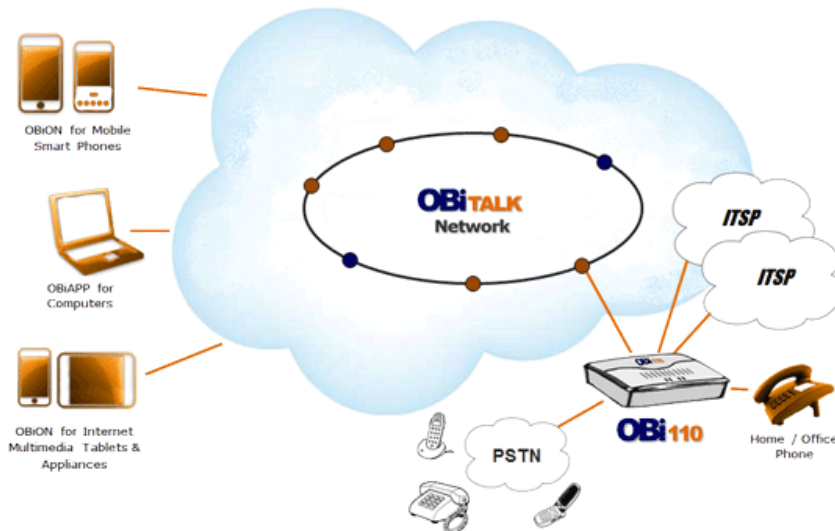 OBiON for Mobile
Smart Phones
OBiAPP for
Computers
OBiON for Internet
Multimedia Tablets &
Appliances
OBiTALK
Network
ITSP
ITSP
OBi110
OBi110
Home / Office
Phone
PSTN